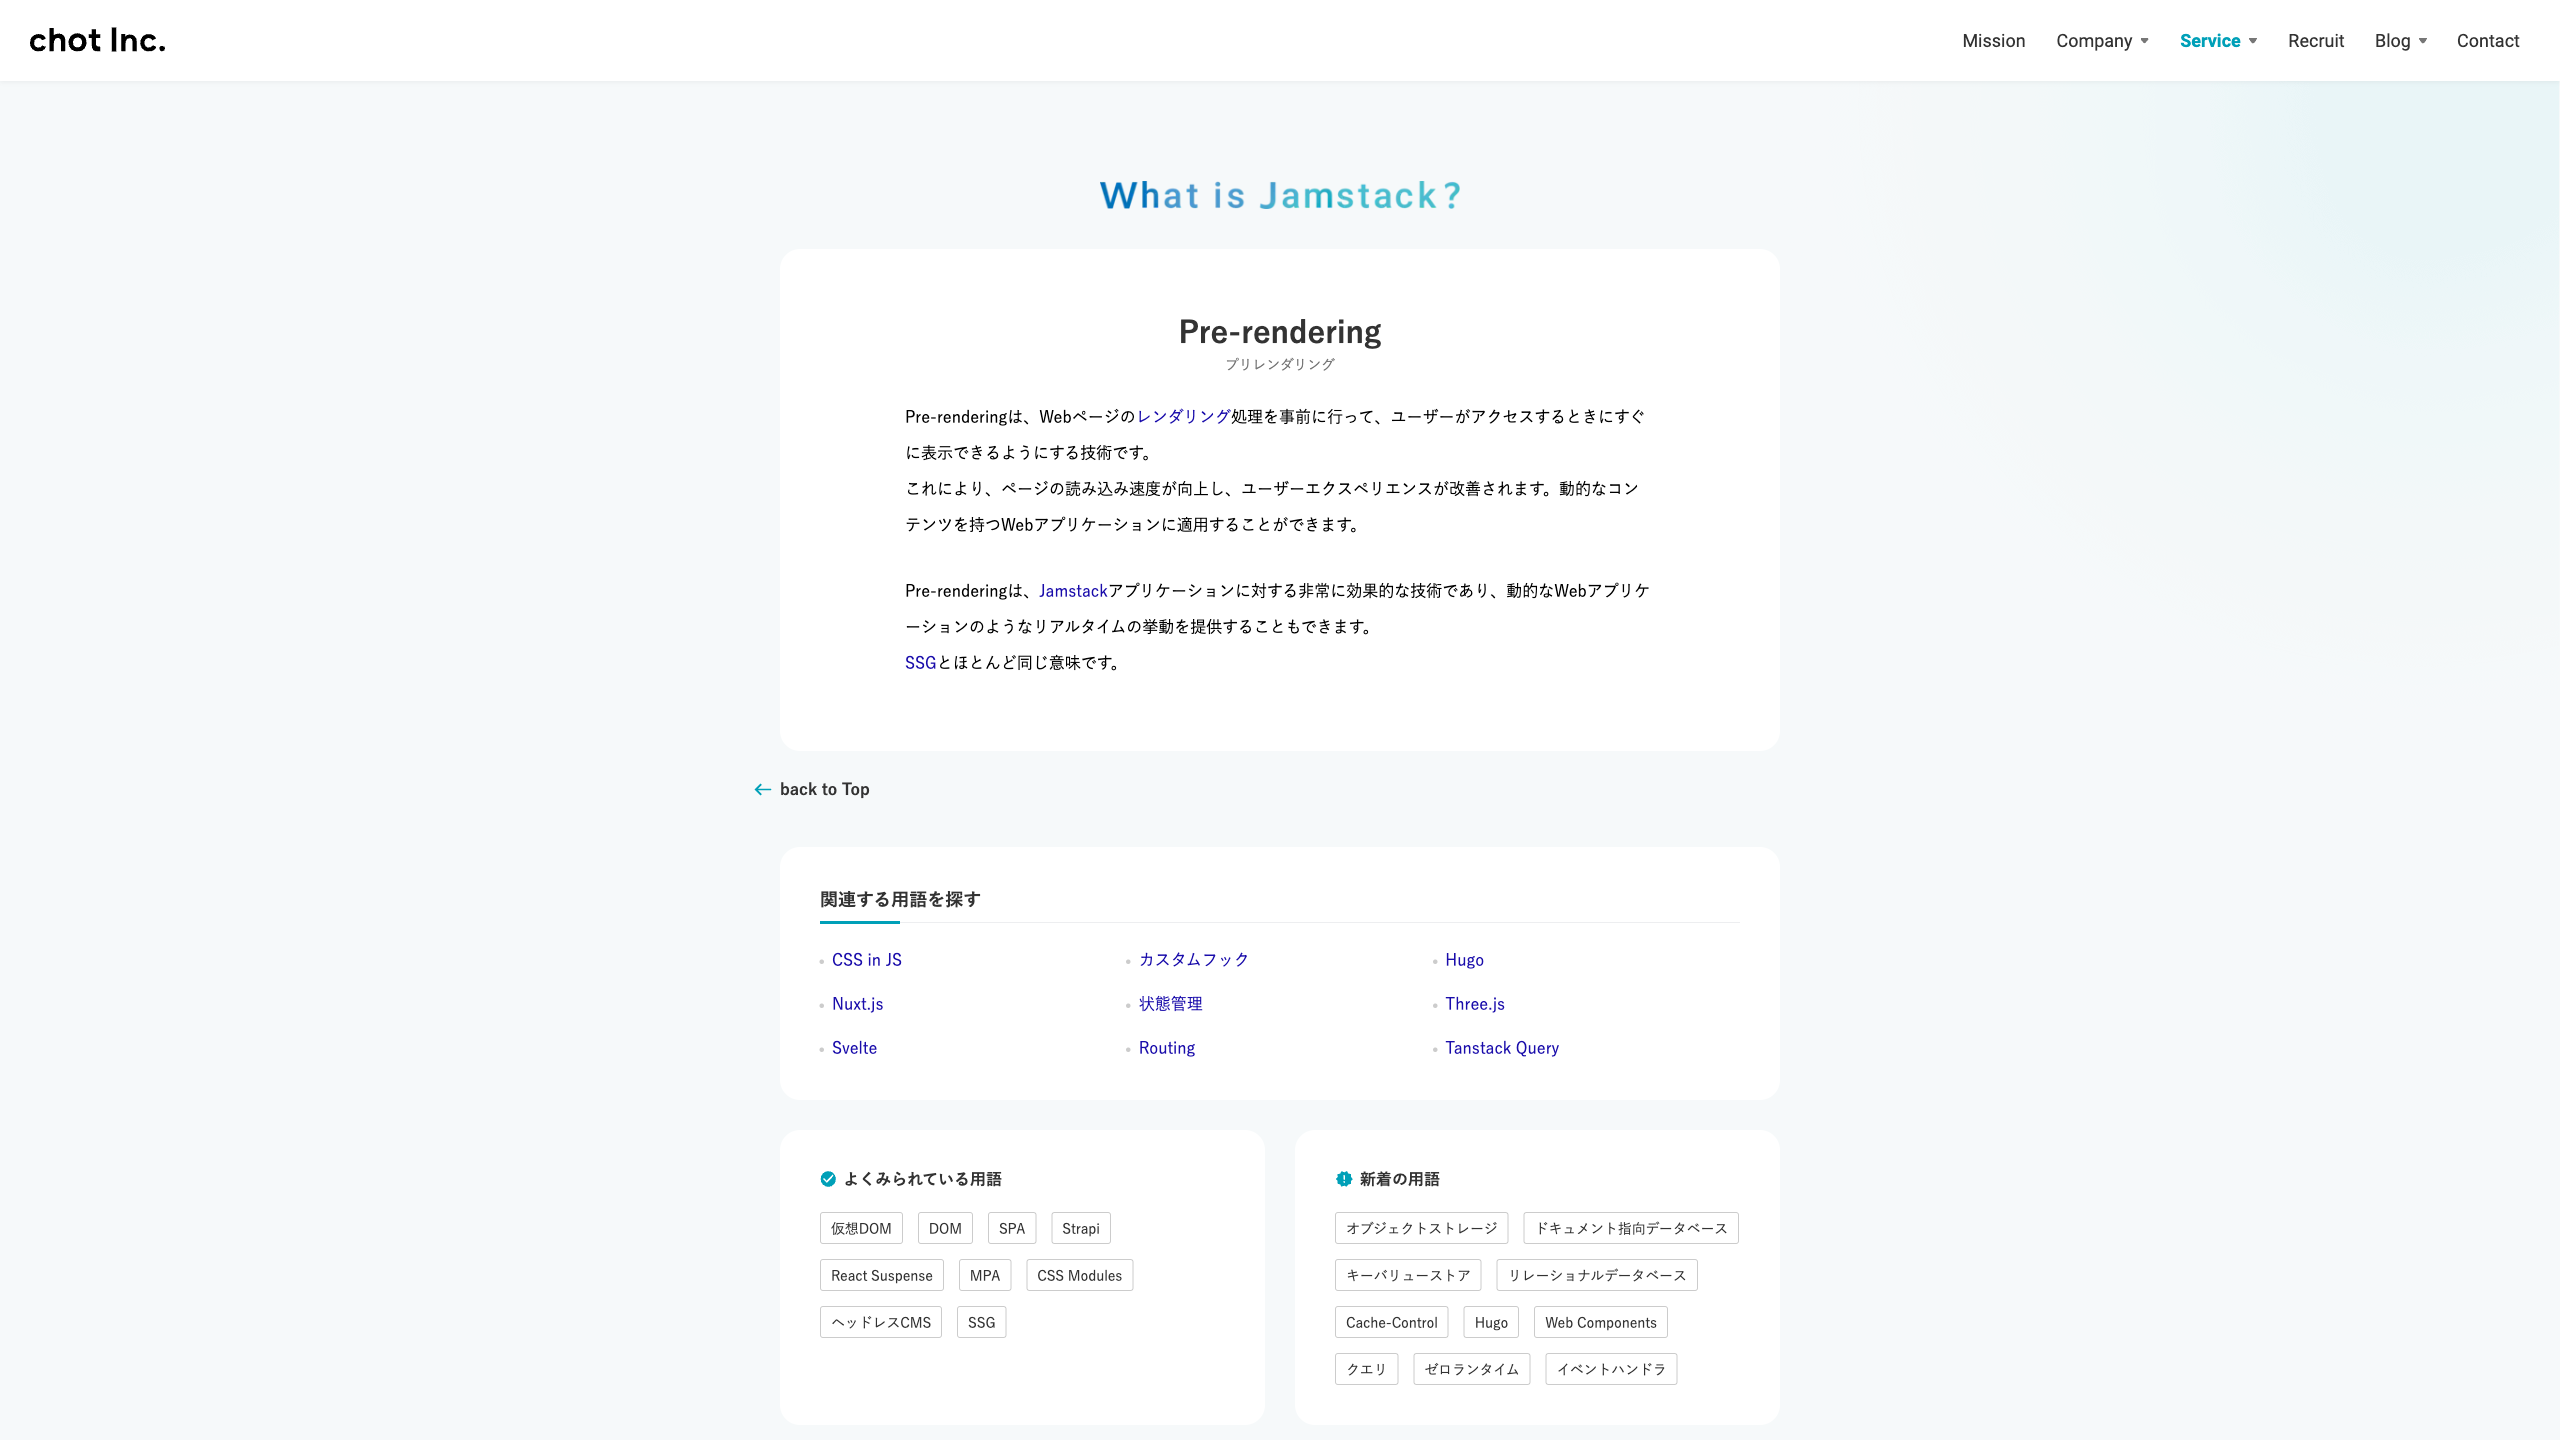 chot Inc.
Mission
Company
Service
Recruit
Blog
Contact
What is Jamstack?
Pre-rendering
プリレンダリング
Pre-renderingは、Webページのレンダリング処理を事前に行って、ユーザーがアクセスするときにすぐ
に表示できるようにする技術です。
これにより、ページの読み込み速度が向上し、ユーザーエクスペリエンスが改善されます。動的なコン
テンツを持つWebアプリケーションに適用することができます。
Pre-renderingは、Jamstackアプリケーションに対する非常に効果的な技術であり、動的なWebアプリケ
ーションのようなリアルタイムの挙動を提供することもできます。
SSGとほとんど同じ意味です。
back to Top
関連する用語を探す
CSS in JS
カスタムフック
Hugo
Nuxt.js
状態管理
Three.js
Svelte
Routing
Tanstack Query
よくみられている用語
仮想DOM
DOM
SPA
Strapi
React Suspense
MPA
CSS Modules
ヘッドレスCMS
SSG
新着の用語
オブジェクトストレージ
ドキュメント指向データベース
キーバリューストア
リレーショナルデータベース
Cache-Control
Hugo
Web Components
クエリ
ゼロランタイム
イベントハンドラ